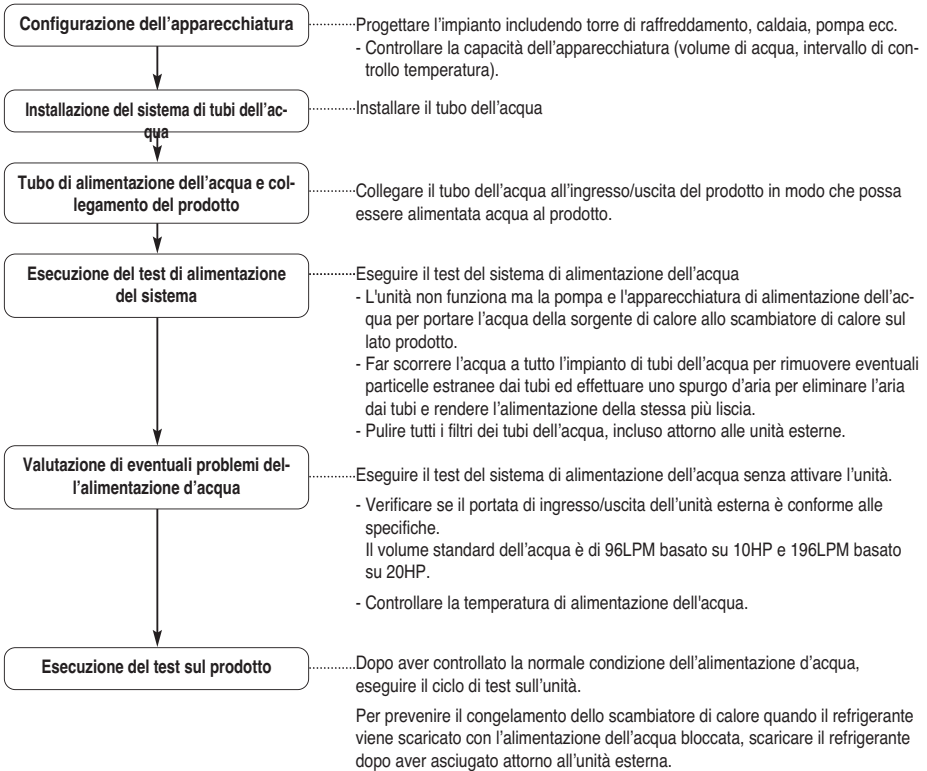 Configurazione dell'apparecchiatura
Progettare l'impianto includendo torre di raffreddamento, caldaia, pompa ecc.
- Controllare la capacità dell'apparecchiatura (volume di acqua, intervallo di con-
trollo temperatura).
Installazione del sistema di tubi dell'ac-
qua
Installare il tubo dell'acqua
Tubo di alimentazione dell'acqua e col-
legamento del prodotto
Collegare il tubo dell'acqua all'ingresso/uscita del prodotto in modo che possa
essere alimentata acqua al prodotto.
Esecuzione del test di alimentazione
del sistema
Eseguire il test del sistema di alimentazione dell'acqua
- L'unità non funziona ma la pompa e l'apparecchiatura di alimentazione dell'ac-
qua per portare l'acqua della sorgente di calore allo scambiatore di calore sul
lato prodotto.
- Far scorrere l'acqua a tutto l'impianto di tubi dell'acqua per rimuovere eventuali
particelle estranee dai tubi ed effettuare uno spurgo d'aria per eliminare l'aria
dai tubi e rendere l'alimentazione della stessa più liscia.
- Pulire tutti i filtri dei tubi dell'acqua, incluso attorno alle unità esterne.
Valutazione di eventuali problemi del-
l'alimentazione d'acqua
Eseguire il test del sistema di alimentazione dell'acqua senza attivare l'unità.
- Verificare se il portata di ingresso/uscita dell'unità esterna è conforme alle
specifiche.
Il volume standard dell'acqua è di 96LPM basato su 10HP e 196LPM basato
su 20HP.
- Controllare la temperatura di alimentazione dell'acqua.
Esecuzione del test sul prodotto
Dopo aver controllato la normale condizione dell'alimentazione d'acqua,
eseguire il ciclo di test sull'unità.
Per prevenire il congelamento dello scambiatore di calore quando il refrigerante
viene scaricato con l'alimentazione dell'acqua bloccata, scaricare il refrigerante
dopo aver asciugato attorno all'unità esterna.